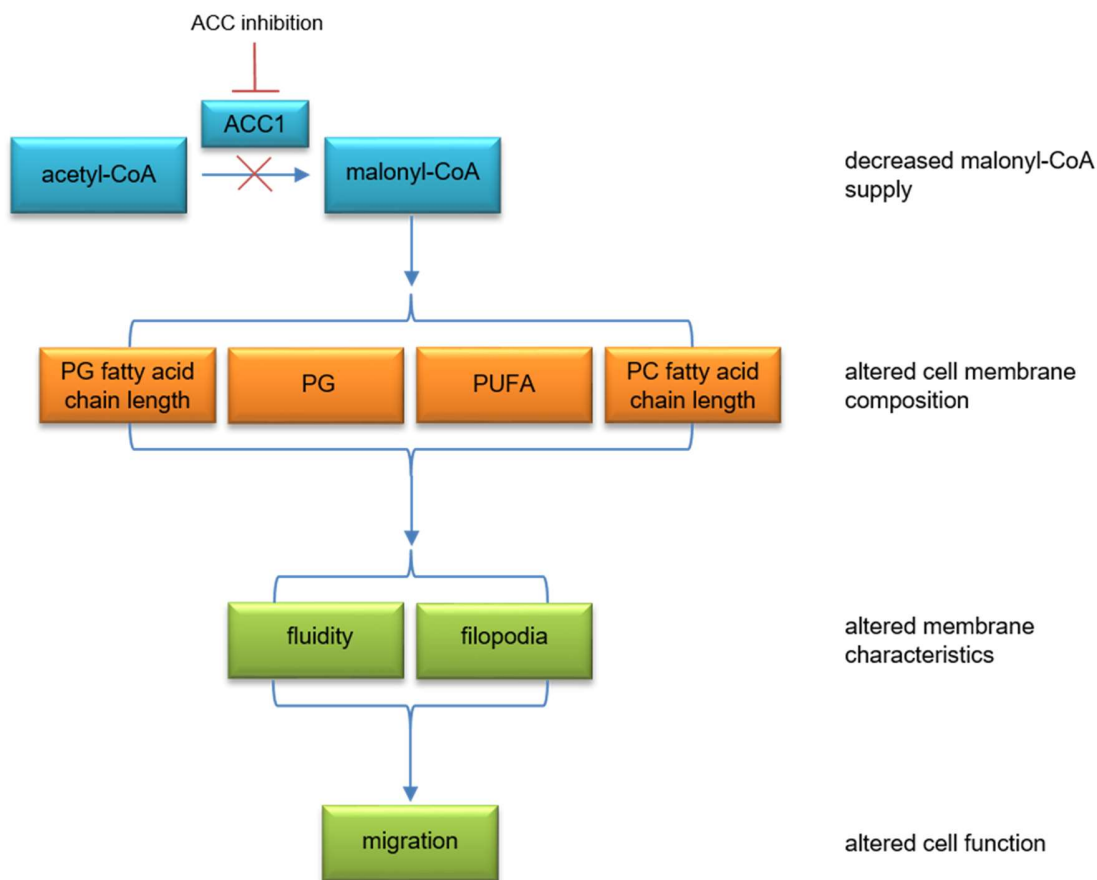 ACC inhibition
ACC1
acetyl-CoA
malonyl-CoA
decreased malonyl-CoA
supply
PG fatty acid
chain length
PG
PUFA
PC fatty acid
chain length
altered cell membrane
composition
fluidity
filopodia
altered membrane
characteristics
migration
altered cell function